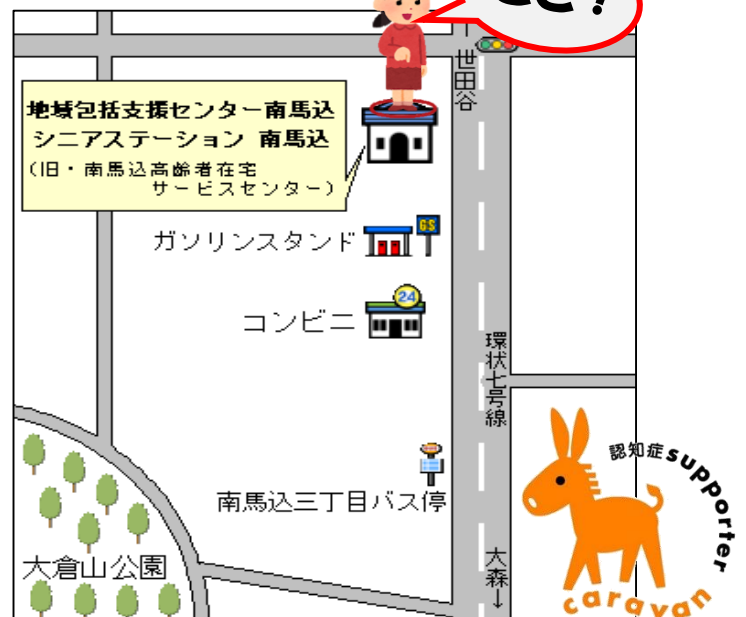 ここ！
↑世田谷
地域包括支援センター南馬込
シニアステーション 南馬込
（旧・南馬込高齢者在宅
サービスセンター）
GS
ガソリンスタンド
24
コンビニ
環状七号線
認知症supporter
caravan
南馬込三丁目バス停
大倉山公園
大森→